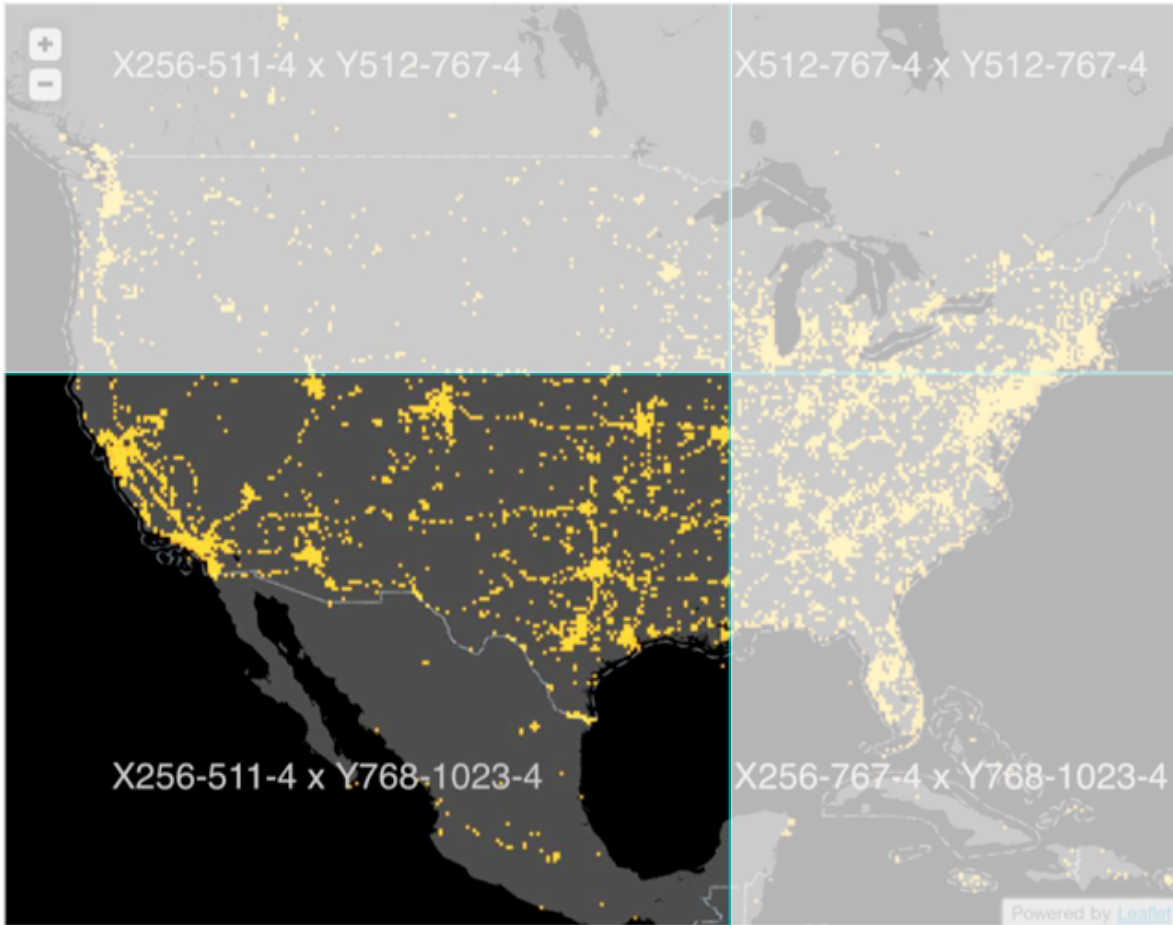 +
X256-511-4 x Y512-767-4
X512-767-4 x Y512-767-4
−
X256-511-4 x Y768-1023-4
X256-767-4 x Y768-1023-4
Powered by Leaflet